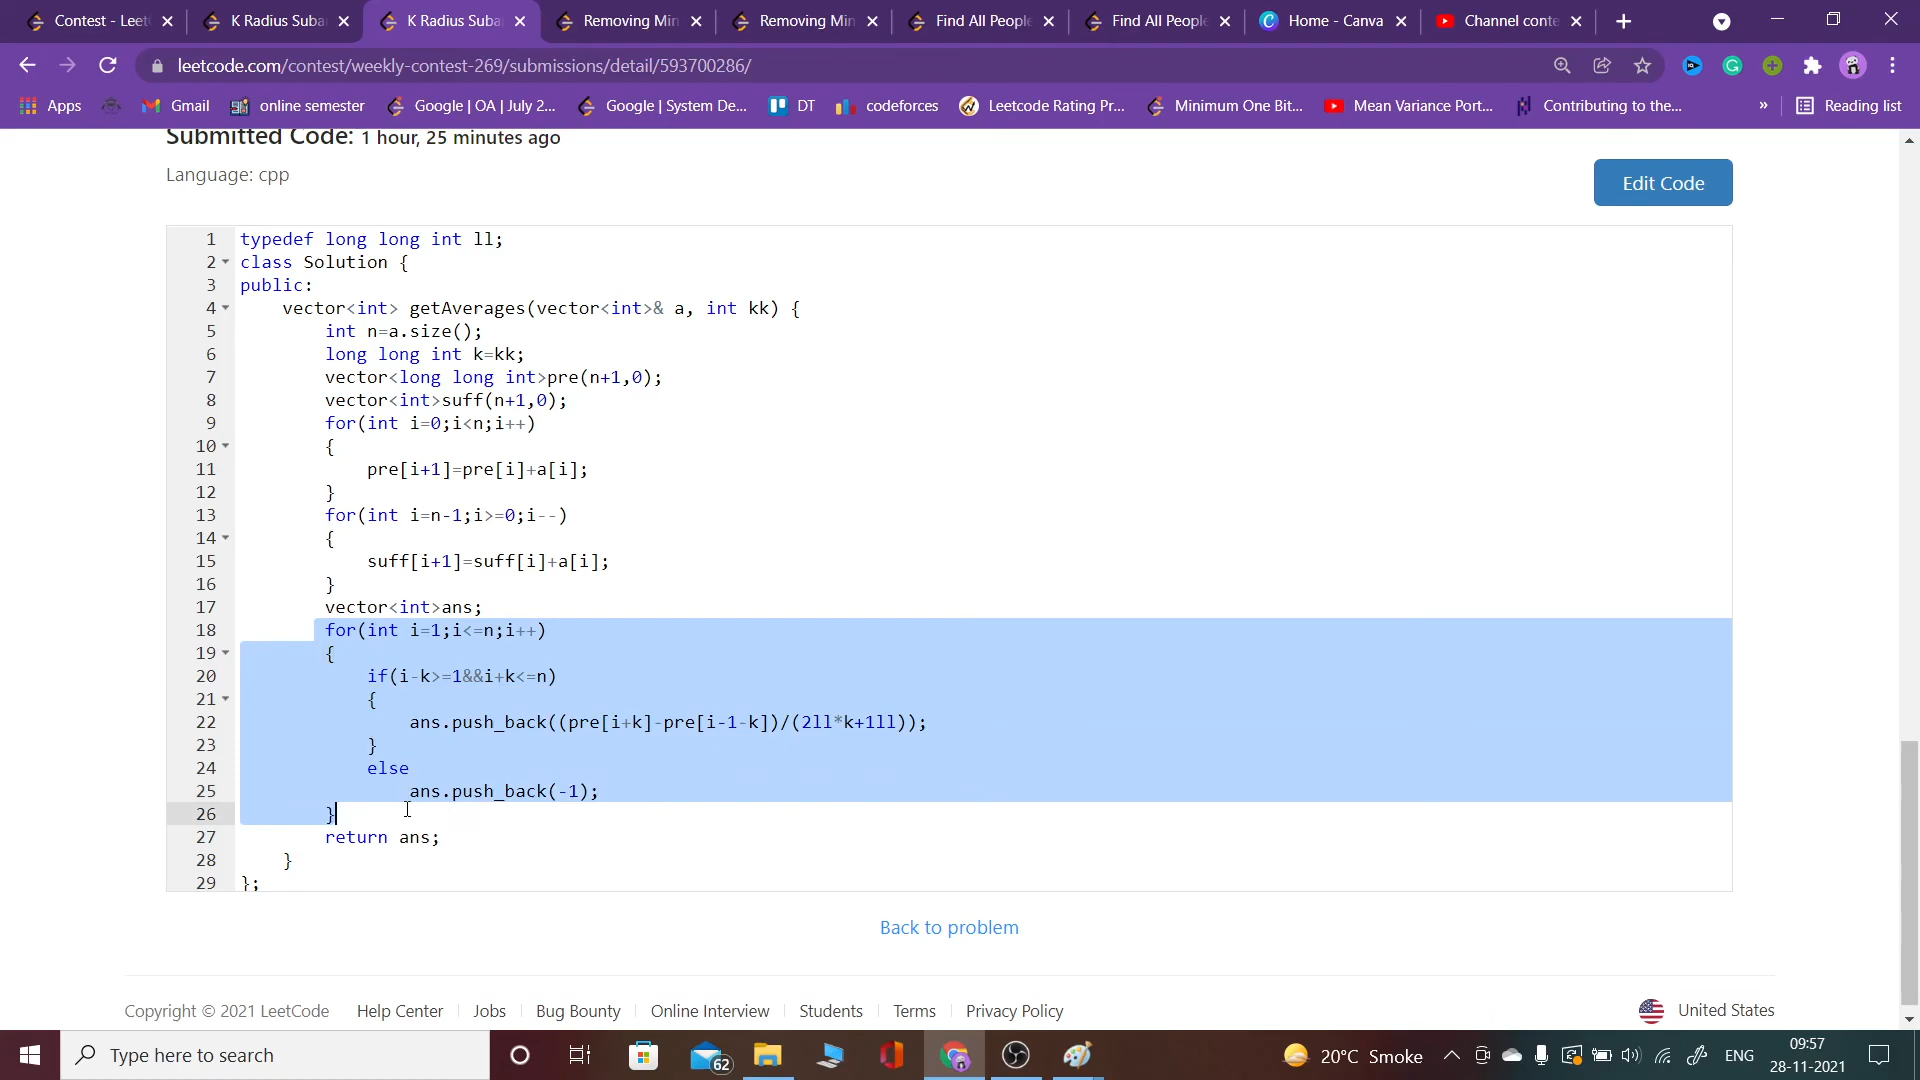 Contest - Leet
K Radius Suba
K Radius Suba
Removing Min
Removing Min
Find All People
Find All People
Home - Canva
Channel conte
leetcode.com/contest/weekly-contest-269/submissions/detail/593700286/
Apps
Gmail
online semester
Google | OA | July 2...
Google | System De...
DT
codeforces
Leetcode Rating Pr...
Minimum One Bit...
Mean Variance Port...
Contributing to the...
»
Reading list
Submitted Code: 1 hour, 25 minutes ago
Language: cpp
Edit Code
1 typedef long long int ll;
2 class Solution {
3 public:
4 vector<int> getAverages(vector<int>& a, int kk) {
5 int n=a.size();
6 long long int k=kk;
7 vector<long long int>pre(n+1,0);
8 vector<int>suff(n+1,0);
9 for(int i=0;i<n;i++)
10 {
11 pre[i+1]=pre[i]+a[i];
12 }
13 for(int i=n-1;i>=0;i--)
14 {
15 suff[i+1]=suff[i]+a[i];
16 }
17 vector<int>ans;
18 for(int i=1;i<=n;i++)
19 {
20 if(i-k>=1&&i+k<=n)
21 {
22 ans.push_back((pre[i+k]-pre[i-1-k])/(2ll*k+1ll));
23 }
24 else
25 ans.push_back(-1);
26 }
27 return ans;
28 }
29 };
Back to problem
Copyright © 2021 LeetCode
Help Center
Jobs
Bug Bounty
Online Interview
Students
Terms
Privacy Policy
United States
Type here to search
62
20°C Smoke
ENG
09:57
28-11-2021